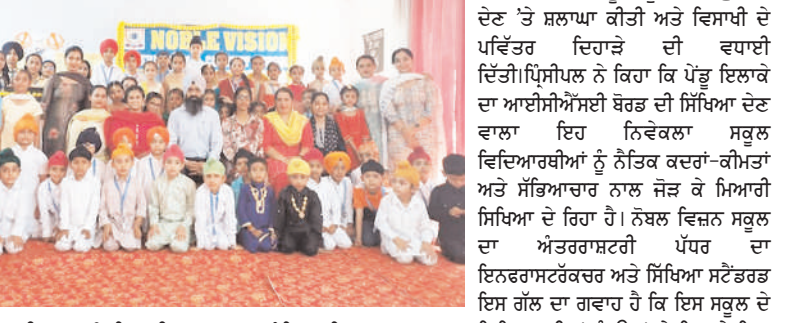 NOBLE VISION
ਦੇਣ ’ਤੇ ਸ਼ਲਾਘਾ ਕੀਤੀ ਅਤੇ ਵਿਸਾਖੀ ਦੇ
ਪਵਿੱਤਰ ਦਿਹਾੜੇ ਦੀ ਵਧਾਈ
ਦਿੱਤੀ।ਪ੍ਰਿੰਸੀਪਲ ਨੇ ਕਿਹਾ ਕਿ ਪੇਂਡੂ ਇਲਾਕੇ
ਦਾ ਆਈਸੀਐੱਸਈ ਬੋਰਡ ਦੀ ਸਿੱਖਿਆ ਦੇਣ
ਵਾਲਾ ਇਹ ਨਿਵੇਕਲਾ ਸਕੂਲ
ਵਿਦਿਆਰਥੀਆਂ ਨੂੰ ਨੈਤਿਕ ਕਦਰਾਂ-ਕੀਮਤਾਂ
ਅਤੇ ਸੱਭਿਆਚਾਰ ਨਾਲ ਜੋੜ ਕੇ ਮਿਆਰੀ
ਸਿਖਿਆ ਦੇ ਰਿਹਾ ਹੈ। ਨੋਬਲ ਵਿਜ਼ਨ ਸਕੂਲ
ਦਾ ਅੰਤਰਰਾਸ਼ਟਰੀ ਪੱਧਰ ਦਾ
ਇਨਫਰਾਸਟਰੱਕਚਰ ਅਤੇ ਸਿੱਖਿਆ ਸਟੈਂਡਰਡ
ਇਸ ਗੱਲ ਦਾ ਗਵਾਹ ਹੈ ਕਿ ਇਸ ਸਕੂਲ ਦੇ